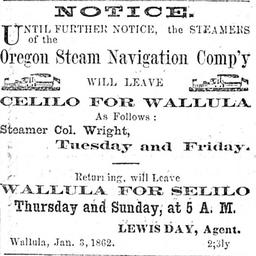 NOTICE.
UNTIL FURTHER NOTICE, the STEAMERS
of the
Oregon Steam Navigation Comp'y
WILL LEAVE
CELILO FOR WALLULA
As Follows :
Steamer Col. Wright,
Tuesday and Friday.
Returning, will Leave
WALLULA FOR SELILO
Thursday and Sunday, at 5 A. M.
LEWIS DAY, Agent.
Wallula, Jan. 3, 1862. 2;3ly